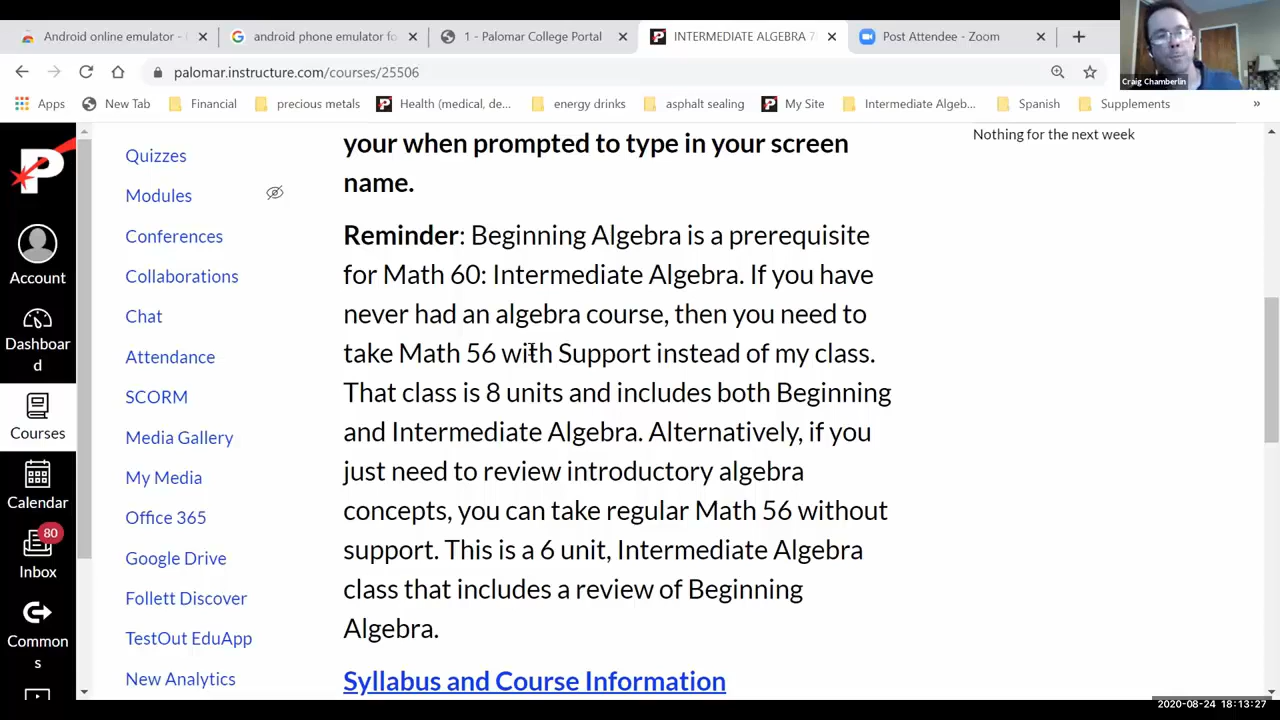 Android online emulator -
android phone emulator fo
1 - Palomar College Portal
INTERMEDIATE ALGEBRA 7
Post Attendee - Zoom
palomar.instructure.com/courses/25506
Craig Chamberlin
Apps
New Tab
Financial
precious metals
Health (medical, de...
energy drinks
asphalt sealing
My Site
Intermediate Algeb...
Spanish
Supplements
»
P
Account
Dashboar
d
Courses
Calendar
80
Inbox
Common
s
Quizzes
Modules
Conferences
Collaborations
Chat
Attendance
SCORM
Media Gallery
My Media
Office 365
Google Drive
Follett Discover
TestOut EduApp
New Analytics
your when prompted to type in your screen
name.
Reminder: Beginning Algebra is a prerequisite
for Math 60: Intermediate Algebra. If you have
never had an algebra course, then you need to
take Math 56 with Support instead of my class.
That class is 8 units and includes both Beginning
and Intermediate Algebra. Alternatively, if you
just need to review introductory algebra
concepts, you can take regular Math 56 without
support. This is a 6 unit, Intermediate Algebra
class that includes a review of Beginning
Algebra.
Syllabus and Course Information
Nothing for the next week
2020-08-24 18:13:27